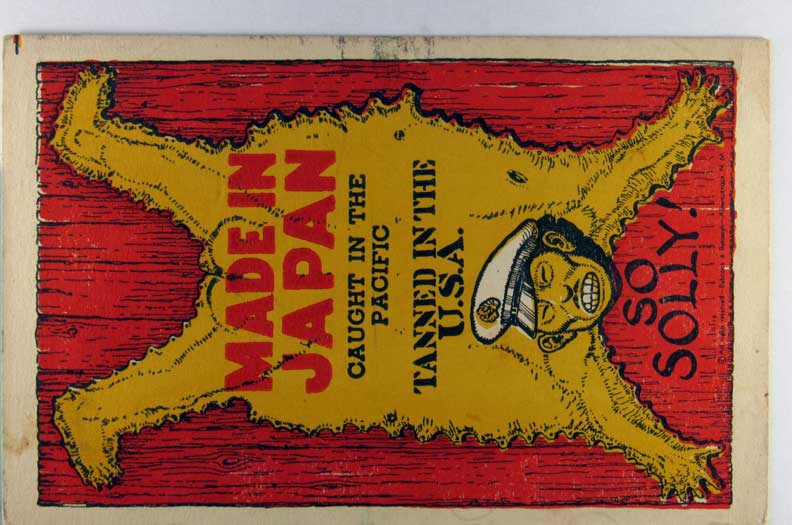 MADE IN
JAPAN
CAUGHT IN THE
PACIFIC
TANNED IN THE
U.S.A.
SO
SOLLY!